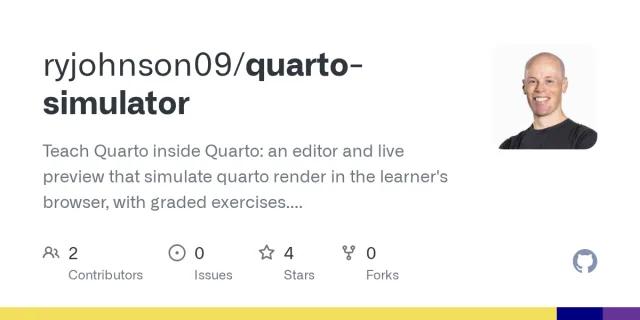 ryjohnson09/quarto-
simulator
Teach Quarto inside Quarto: an editor and live
preview that simulate quarto render in the learner's
browser, with graded exercises....
2 0 4 0
Contributors Issues Stars Forks